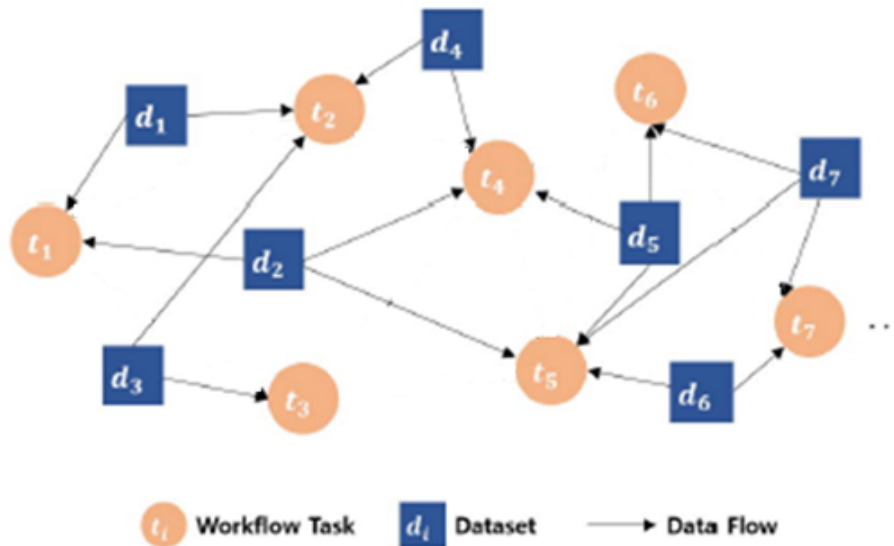 d₄
t₆
d₁
t₂
d₇
t₄
t₁
d₂
d₅
t₇
..
d₃
t₃
t₅
d₆
tᵢ Workflow Task dᵢ Dataset Data Flow